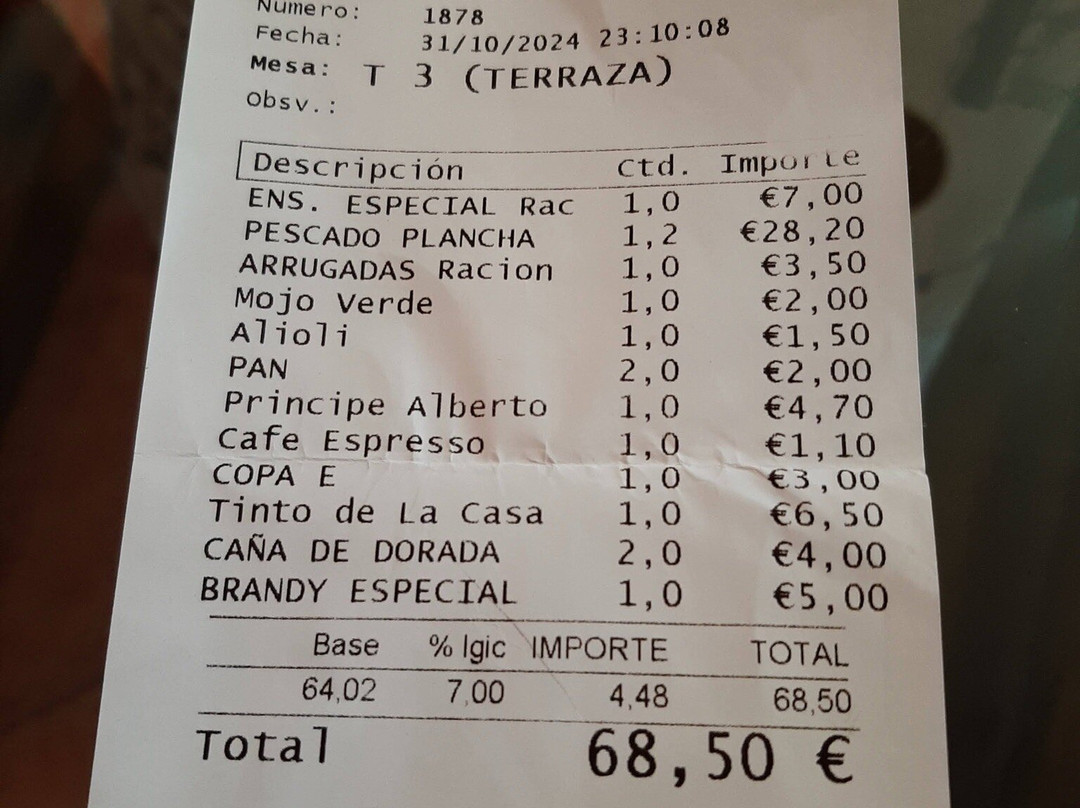 Numero: 1878
Fecha: 31/10/2024 23:10:08
Mesa: T 3 (TERRAZA)
Obsv.:
Descripción Ctd. Importe
ENS. ESPECIAL Rac 1,0 €7,00
PESCADO PLANCHA 1,2 €28,20
ARRUGADAS Racion 1,0 €3,50
Mojo Verde 1,0 €2,00
Alioli 1,0 €1,50
PAN 2,0 €2,00
Principe Alberto 1,0 €4,70
Cafe Espresso 1,0 €1,10
COPA E 1,0 €3,00
Tinto de La Casa 1,0 €6,50
CAÑA DE DORADA 2,0 €4,00
BRANDY ESPECIAL 1,0 €5,00
Base % Igic IMPORTE TOTAL
64,02 7,00 4,48 68,50
Total 68,50 €